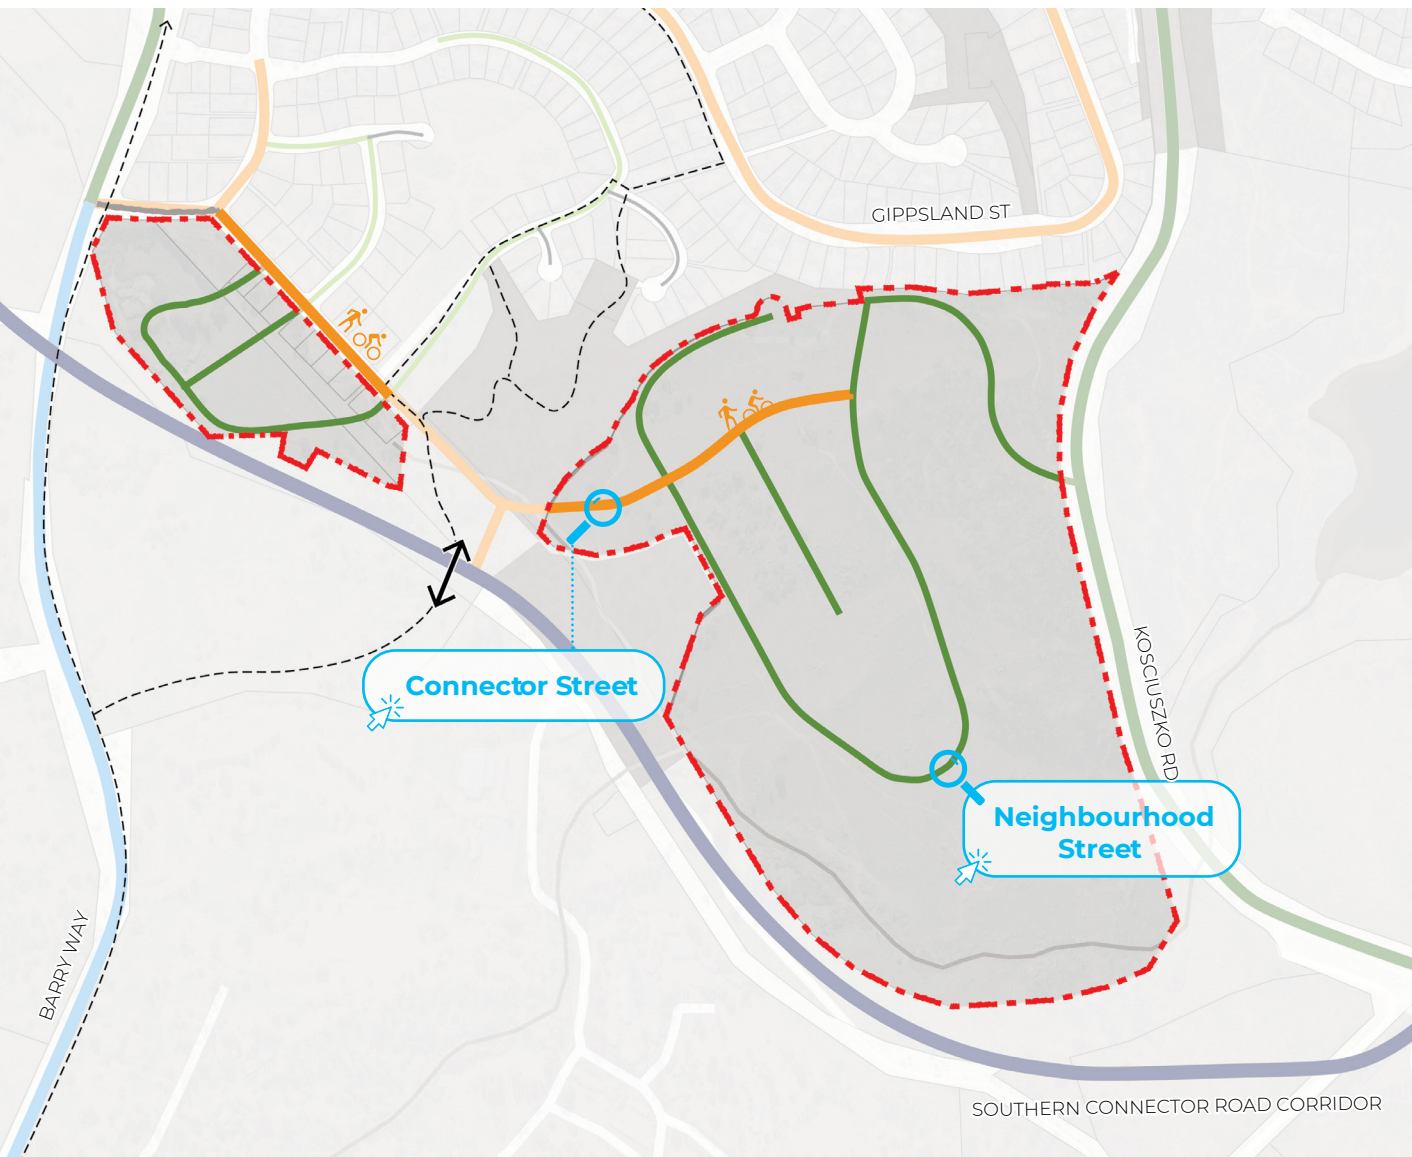 GIPPSLAND ST
KOSCIUSZKO RD
Connector Street
Neighbourhood
Street
BARRY WAY
SOUTHERN CONNECTOR ROAD CORRIDOR